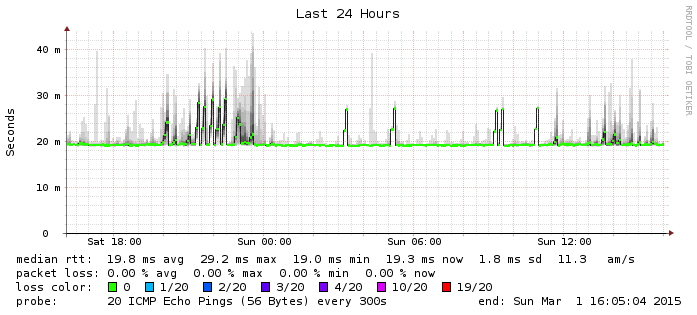 Last 24 Hours
RRDTOOL / TOBI OETIKER
Seconds
40 m
30 m
20 m
10 m
0
Sat 18:00 Sun 00:00 Sun 06:00 Sun 12:00
median rtt: 19.8 ms avg 29.2 ms max 19.0 ms min 19.3 ms now 1.8 ms sd 11.3 am/s
packet loss: 0.00 % avg 0.00 % max 0.00 % min 0.00 % now
loss color: 0 1/20 2/20 3/20 4/20 10/20 19/20
probe: 20 ICMP Echo Pings (56 Bytes) every 300s end: Sun Mar 1 16:05:04 2015